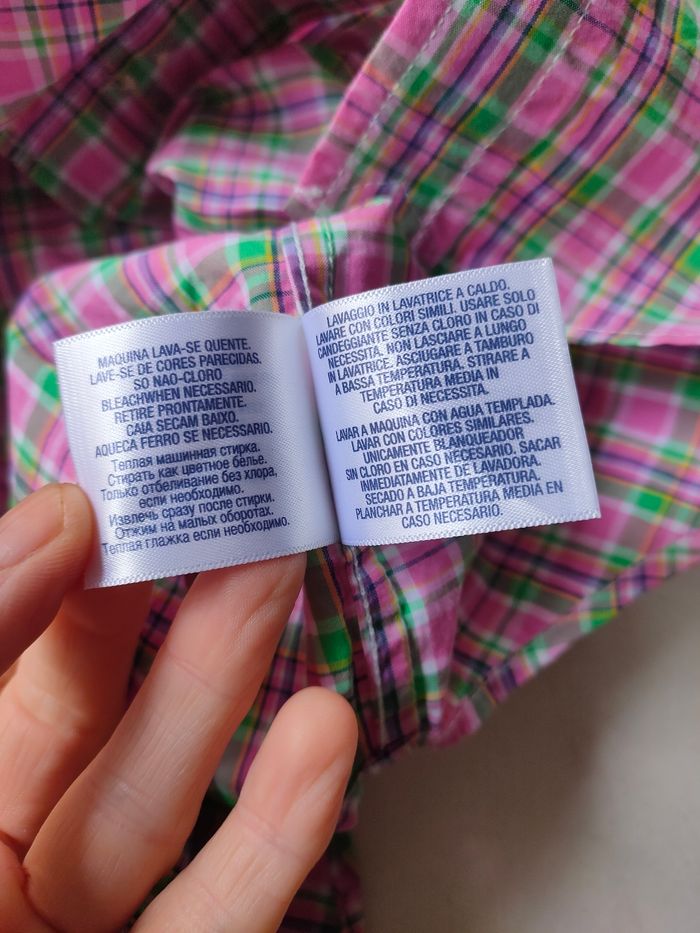 MAQUINA LAVA-SE QUENTE.
LAVE-SE DE CORES PARECIDAS.
SO NAO-CLORO
BLEACHWHEN NECESSARIO.
RETIRE PRONTAMENTE.
CAIA SECAM BAIXO.
AQUECA FERRO SE NECESSARIO.
Теплая машинная стирка.
Стирать как цветное белье.
Только отбеливание без хлора,
если необходимо.
Извлечь сразу после стирки.
Отжим на малых оборотах.
Теплая глажка если необходимо.
LAVAGGIO IN LAVATRICE A CALDO.
LAVARE CON COLORI SIMILI. USARE SOLO
CANDEGGIANTE SENZA CLORO IN CASO DI
NECESSITA. NON LASCIARE A LUNGO
IN LAVATRICE. ASCIUGARE A TAMBURO
A BASSA TEMPERATURA. STIRARE A
TEMPERATURA MEDIA IN
CASO DI NECESSITA.
LAVAR A MAQUINA CON AGUA TEMPLADA.
LAVAR CON COLORES SIMILARES.
UNICAMENTE BLANQUEADOR
SIN CLORO EN CASO NECESARIO. SACAR
INMEDIATAMENTE DE LAVADORA.
SECADO A BAJA TEMPERATURA.
PLANCHAR A TEMPERATURA MEDIA EN
CASO NECESARIO.